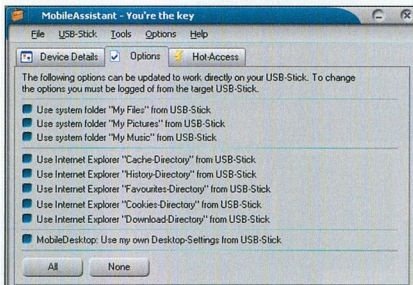 MobileAssistant - You're the key
File USB-Stick Tools Options Help
Device Details Options Hot-Access
The following options can be updated to work directly on your USB-Stick. To change
the options you must be logged of from the target USB-Stick.
Use system folder "My Files" from USB-Stick
Use system folder "My Pictures" from USB-Stick
Use system folder "My Music" from USB-Stick
Use Internet Explorer "Cache-Directory" from USB-Stick
Use Internet Explorer "History-Directory" from USB-Stick
Use Internet Explorer "Favourites-Directory" from USB-Stick
Use Internet Explorer "Cookies-Directory" from USB-Stick
Use Internet Explorer "Download-Directory" from USB-Stick
MobileDesktop: Use my own Desktop-Settings from USB-Stick
All None